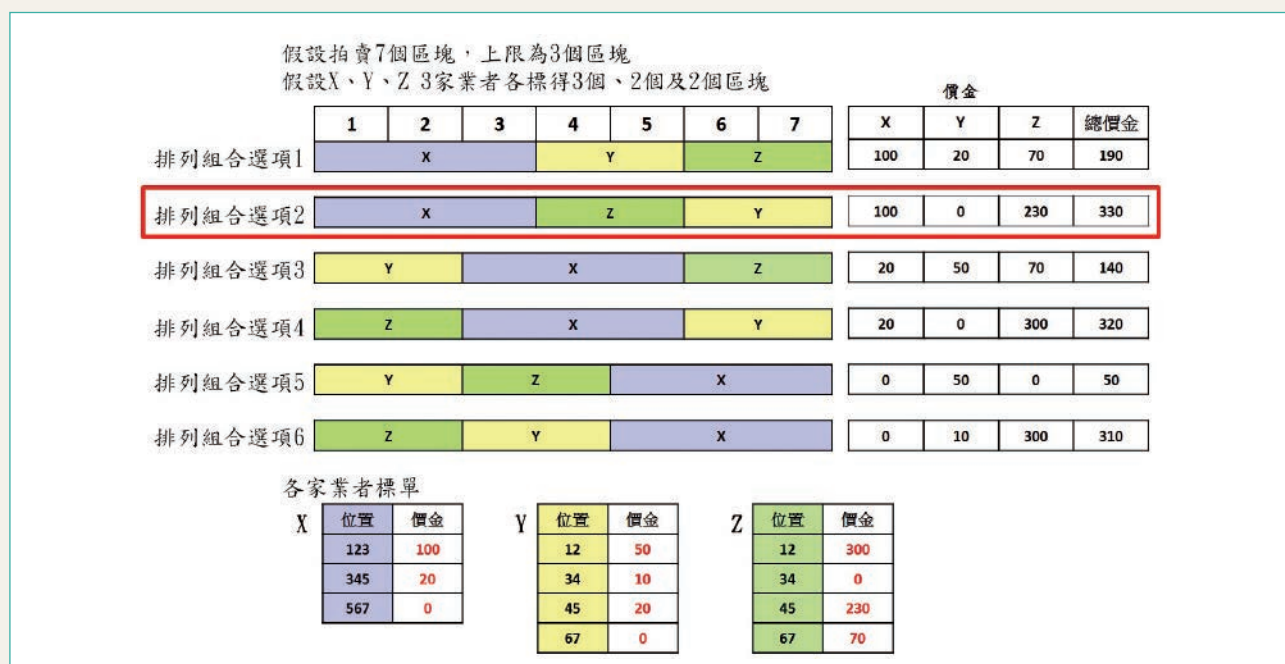 假設拍賣7個區塊，上限為3個區塊
假設X、Y、Z 3家業者各標得3個、2個及2個區塊
價金
1 2 3 4 5 6 7 X Y Z 總價金
排列組合選項1 X Y Z 100 20 70 190
排列組合選項2 X Z Y 100 0 230 330
排列組合選項3 Y X Z 20 50 70 140
排列組合選項4 Z X Y 20 0 300 320
排列組合選項5 Y Z X 0 50 0 50
排列組合選項6 Z Y X 0 10 300 310
各家業者標單
X 位置 價金 Y 位置 價金 Z 位置 價金
123 100 12 50 12 300
345 20 34 10 34 0
567 0 45 20 45 230
67 0 67 70